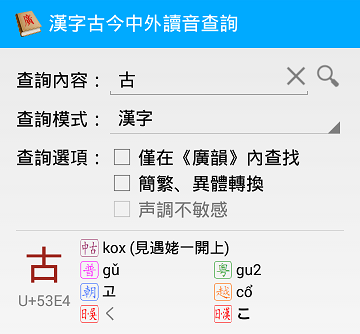 廣 漢字古今中外讀音查詢
查詢內容： 古
查詢模式： 漢字
查詢選項： 僅在《廣韻》內查找
簡繁、異體轉換
声調不敏感
古 U+53E4
中古 kox (見遇姥一開上)
普 gǔ 粵 gu2
朝 고 越 cổ
日吳 く 日漢 こ